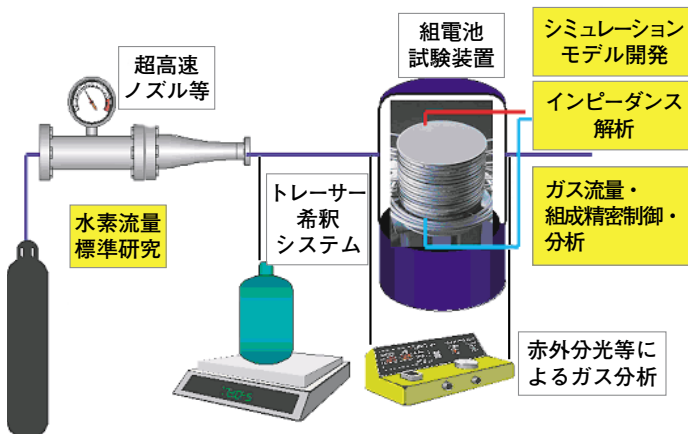 超高速
ノズル等
組電池
試験装置
シミュレーション
モデル開発
インピーダンス
解析
トレーサー
希釈
システム
水素流量
標準研究
ガス流量・
組成精密制御・
分析
赤外分光等に
よるガス分析